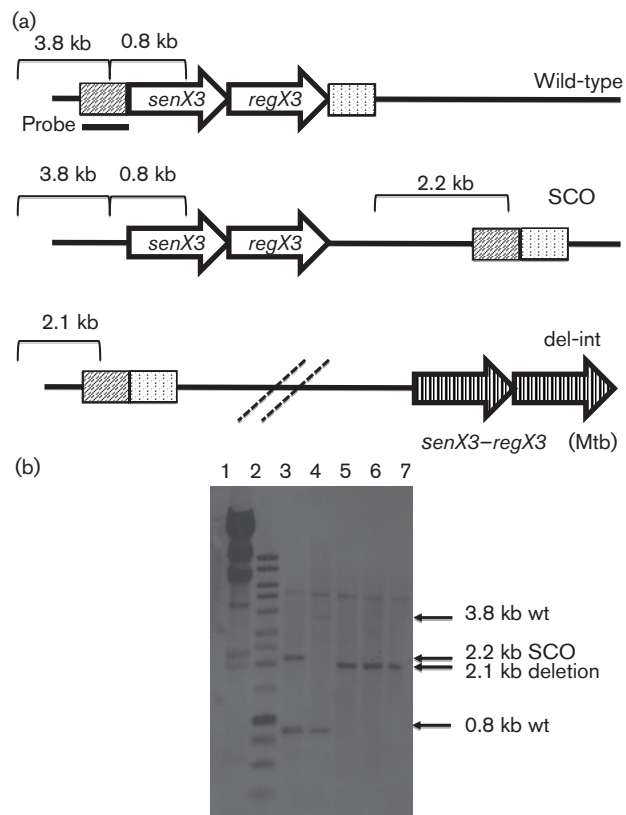 (a)
3.8 kb 0.8 kb
senX3 regX3
Wild-type
Probe
3.8 kb 0.8 kb 2.2 kb SCO
senX3 regX3
2.1 kb del-int
senX3–regX3 (Mtb)
(b)
1 2 3 4 5 6 7
3.8 kb wt
2.2 kb SCO
2.1 kb deletion
0.8 kb wt